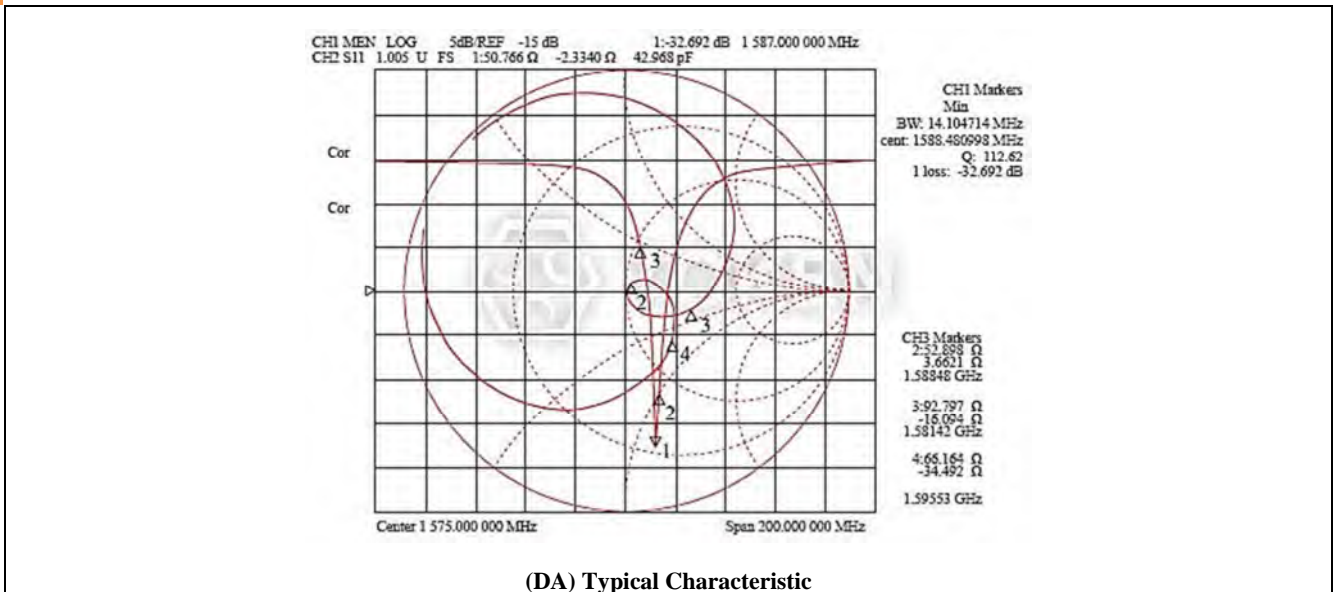 CH1 MEN LOG 5dB/REF -15 dB 1:-32.692 dB 1 587.000 000 MHz
CH2 S11 1.005 U FS 1:50.766 Ω -2.3340 Ω 42.968 pF
CH1 Markers
Min
BW: 14.104714 MHz
cent: 1588.480998 MHz
Q: 112.62
1 loss: -32.692 dB
Cor
Cor
3
2
3
4
2
1
CH3 Markers
2:52.898 Ω
3.6621 Ω
1.58848 GHz
3:92.797 Ω
-16.094 Ω
1.58142 GHz
4:66.164 Ω
-34.492 Ω
1.59553 GHz
Center 1 575.000 000 MHz Span 200.000 000 MHz
(DA) Typical Characteristic